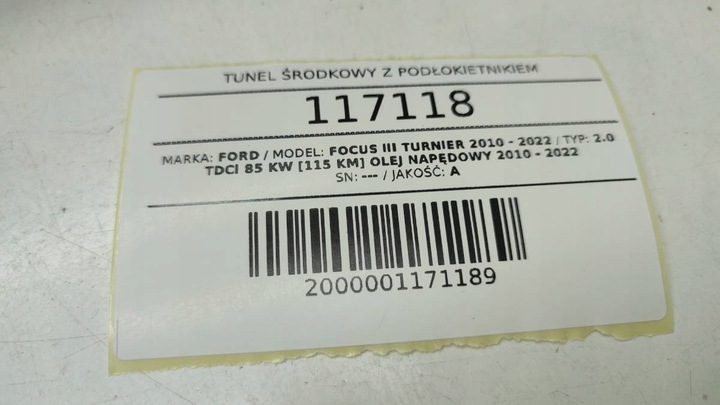 TUNEL ŚRODKOWY Z PODŁOKIETNIKIEM
117118
MARKA: FORD / MODEL: FOCUS III TURNIER 2010 - 2022 / TYP: 2.0
TDCI 85 KW [115 KM] OLEJ NAPĘDOWY 2010 - 2022
SN: --- / JAKOŚĆ: A
2000001171189